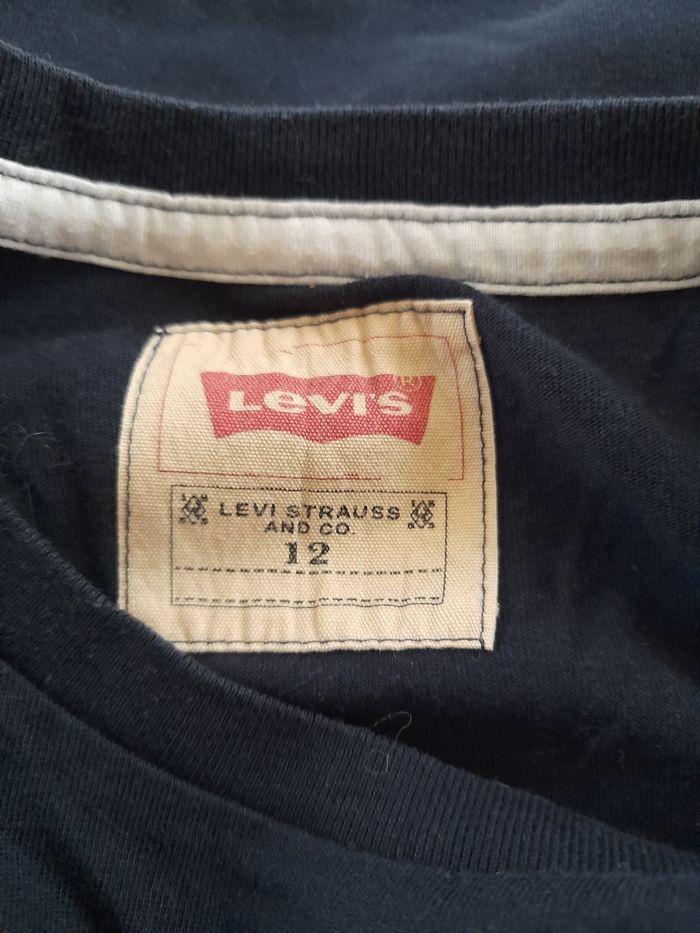 Levi's
LEVI STRAUSS
AND CO.
12